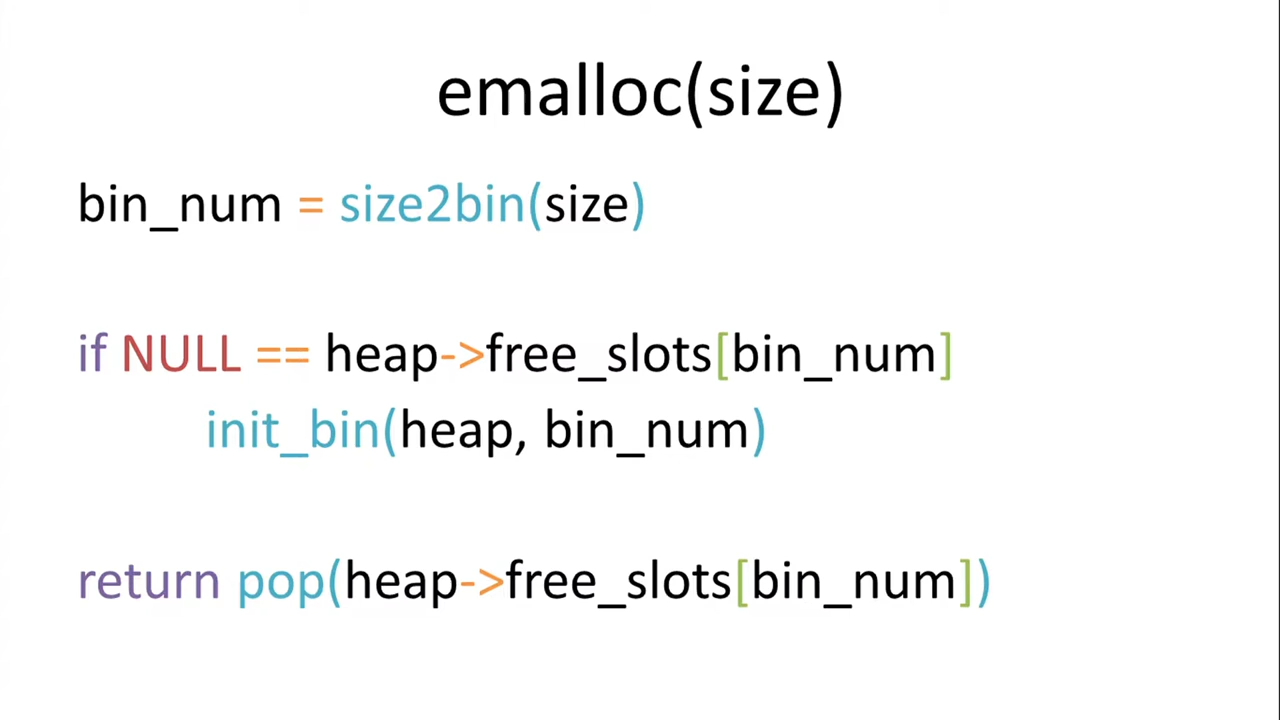 emalloc(size)
bin_num = size2bin(size)
if NULL == heap->free_slots[bin_num]
init_bin(heap, bin_num)
return pop(heap->free_slots[bin_num])